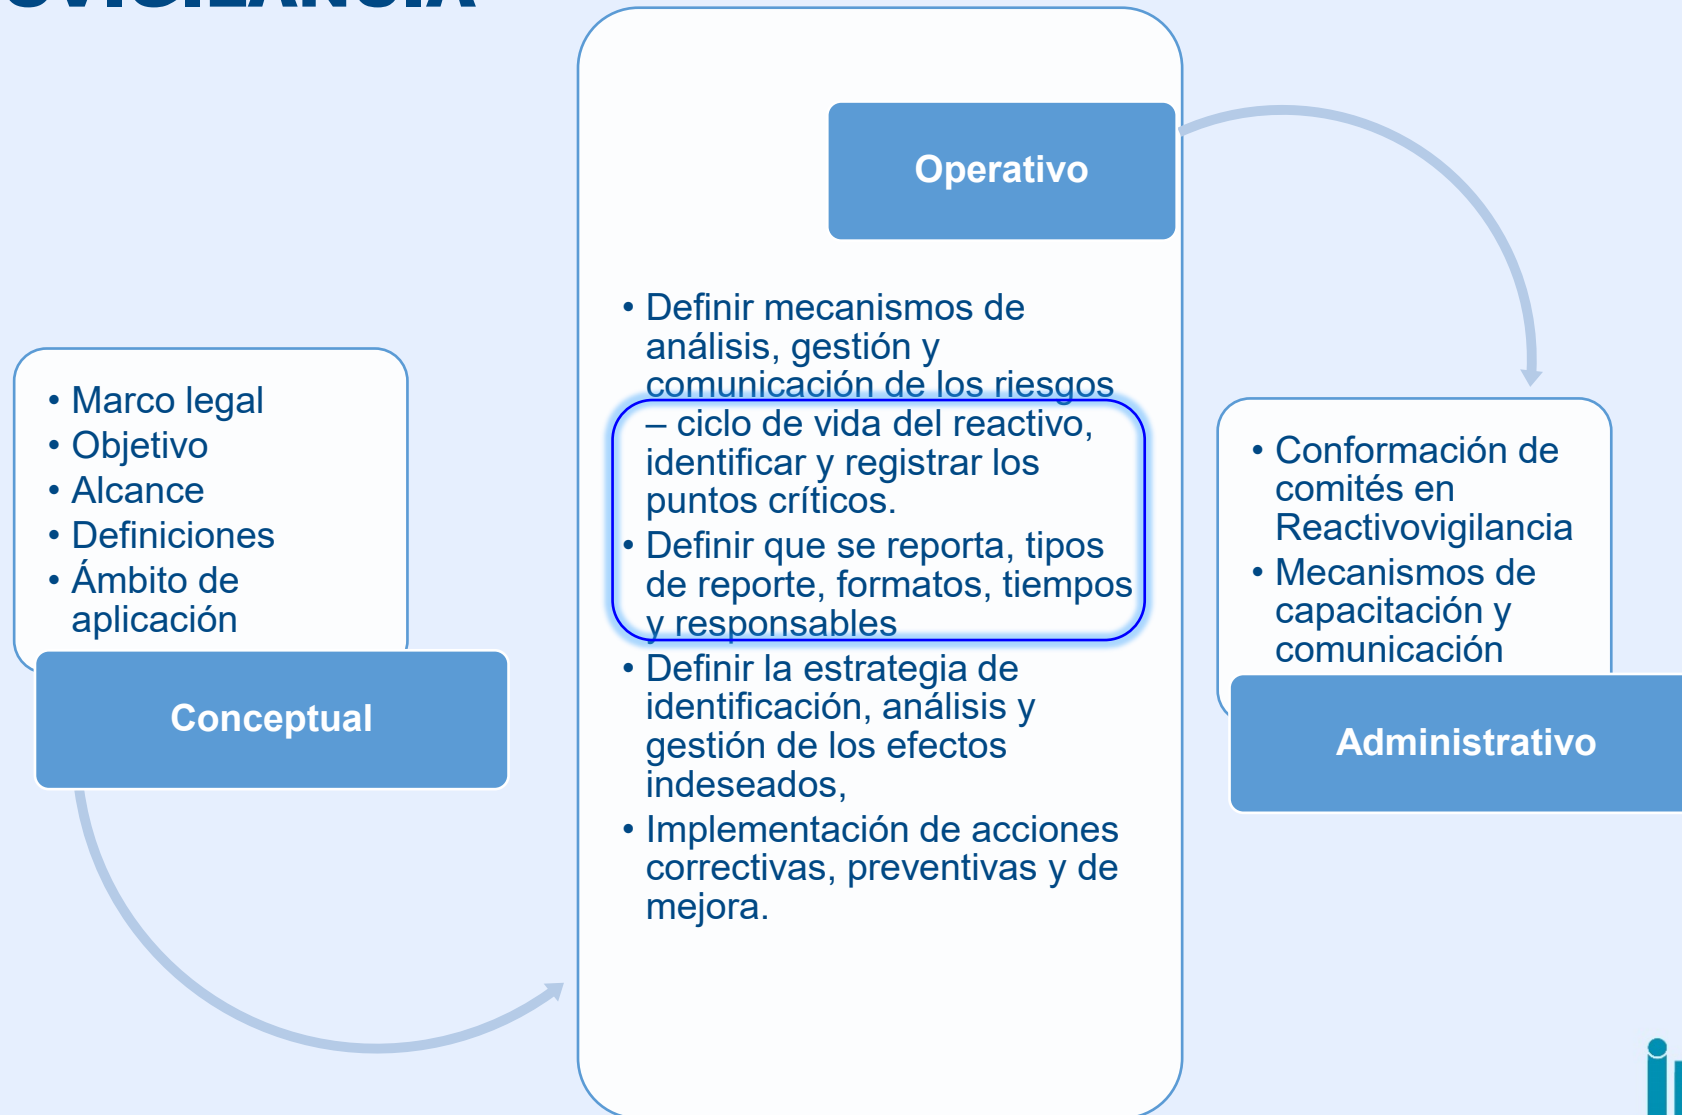 Operativo
• Definir mecanismos de
análisis, gestión y
comunicación de los riesgos
– ciclo de vida del reactivo,
identificar y registrar los
puntos críticos.
• Definir que se reporta, tipos
de reporte, formatos, tiempos
y responsables
• Definir la estrategia de
identificación, análisis y
gestión de los efectos
indeseados,
• Implementación de acciones
correctivas, preventivas y de
mejora.
• Marco legal
• Objetivo
• Alcance
• Definiciones
• Ámbito de
aplicación
Conceptual
• Conformación de
comités en
Reactivovigilancia
• Mecanismos de
capacitación y
comunicación
Administrativo